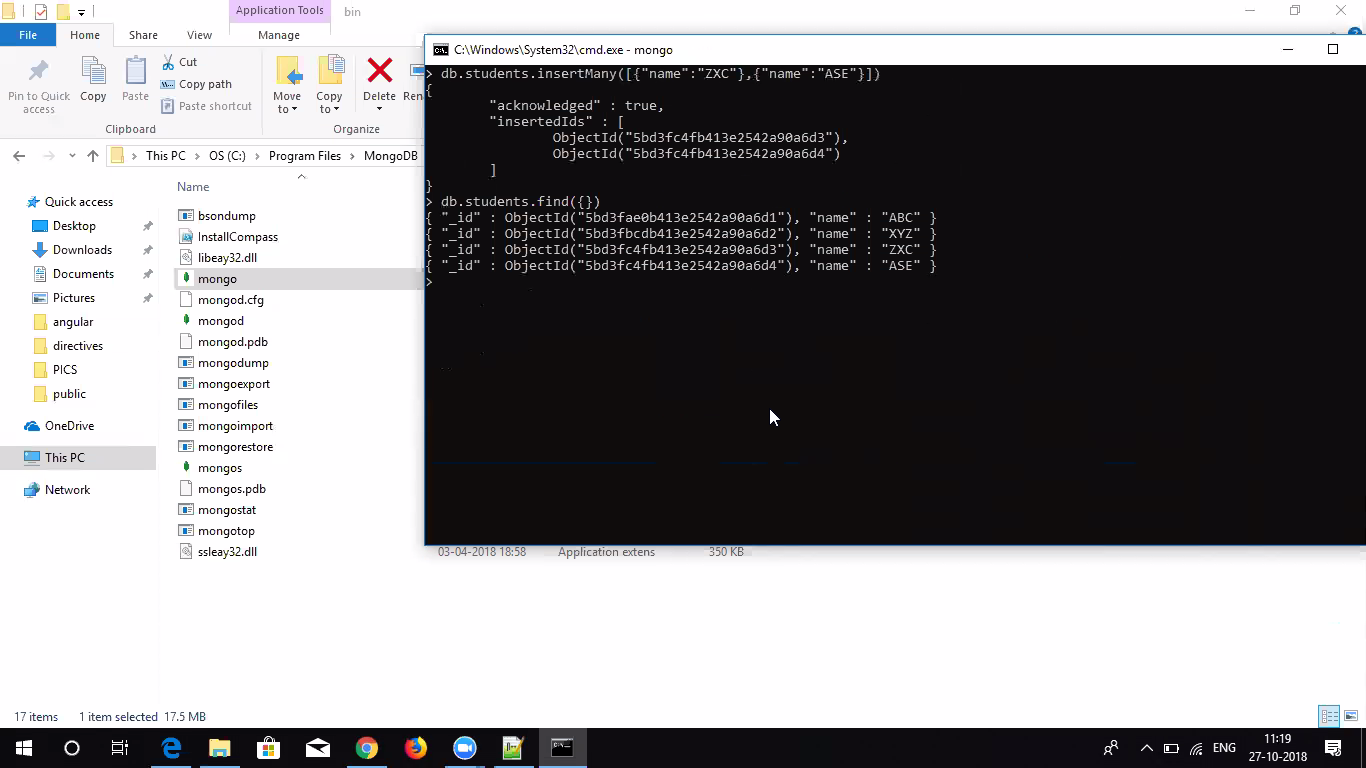 Application Tools
bin
File
Home
Share
View
Manage
Pin to Quick access
Copy
Paste
Cut
Copy path
Paste shortcut
Move to
Copy to
Delete
Ren
Clipboard
Organize
This PC
OS (C:)
Program Files
MongoDB
Name
Quick access
Desktop
Downloads
Documents
Pictures
angular
directives
PICS
public
OneDrive
This PC
Network
bsondump
InstallCompass
libeay32.dll
mongo
mongod.cfg
mongod
mongod.pdb
mongodump
mongoexport
mongofiles
mongoimport
mongorestore
mongos
mongos.pdb
mongostat
mongotop
ssleay32.dll
03-04-2018 18:58
Application extens
350 KB
C:\Windows\System32\cmd.exe - mongo
> db.students.insertMany([{"name":"ZXC"},{"name":"ASE"}])
{
"acknowledged" : true,
"insertedIds" : [
ObjectId("5bd3fc4fb413e2542a90a6d3"),
ObjectId("5bd3fc4fb413e2542a90a6d4")
]
}
> db.students.find({})
{ "_id" : ObjectId("5bd3fae0b413e2542a90a6d1"), "name" : "ABC" }
{ "_id" : ObjectId("5bd3fbcdb413e2542a90a6d2"), "name" : "XYZ" }
{ "_id" : ObjectId("5bd3fc4fb413e2542a90a6d3"), "name" : "ZXC" }
{ "_id" : ObjectId("5bd3fc4fb413e2542a90a6d4"), "name" : "ASE" }
>
17 items
1 item selected 17.5 MB
ENG
11:19
27-10-2018